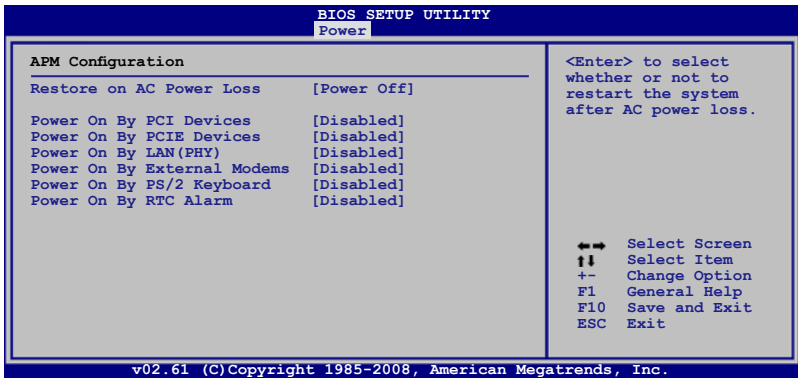 BIOS SETUP UTILITY
Power
APM Configuration
Restore on AC Power Loss [Power Off]
Power On By PCI Devices [Disabled]
Power On By PCIE Devices [Disabled]
Power On By LAN(PHY) [Disabled]
Power On By External Modems [Disabled]
Power On By PS/2 Keyboard [Disabled]
Power On By RTC Alarm [Disabled]
<Enter> to select
whether or not to
restart the system
after AC power loss.
←→ Select Screen
↑↓ Select Item
+- Change Option
F1 General Help
F10 Save and Exit
ESC Exit
v02.61 (C)Copyright 1985-2008, American Megatrends, Inc.